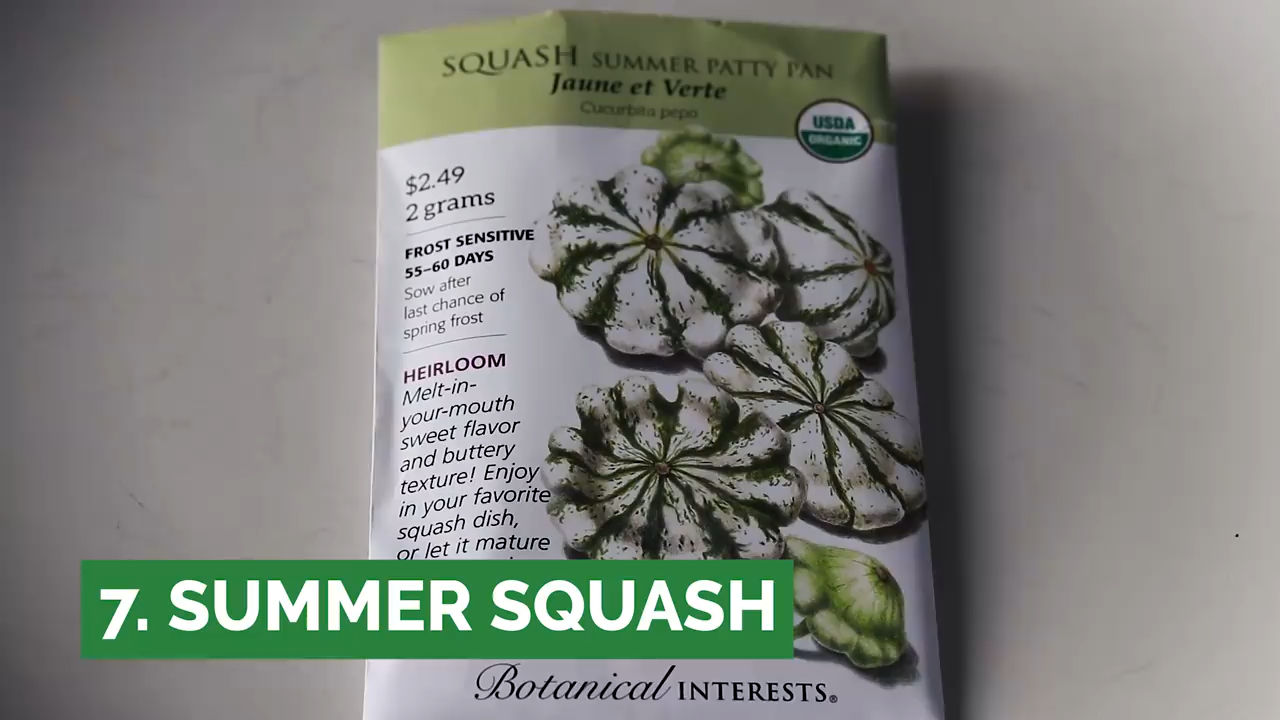 SQUASH SUMMER PATTY PAN
Jaune et Verte
Cucurbita pepo
USDA
ORGANIC
$2.49
2 grams
FROST SENSITIVE
55–60 DAYS
Sow after
last chance of
spring frost
HEIRLOOM
Melt-in-
your-mouth
sweet flavor
and buttery
texture! Enjoy
in your favorite
squash dish,
or let it mature
7. SUMMER SQUASH
Botanical INTERESTS®